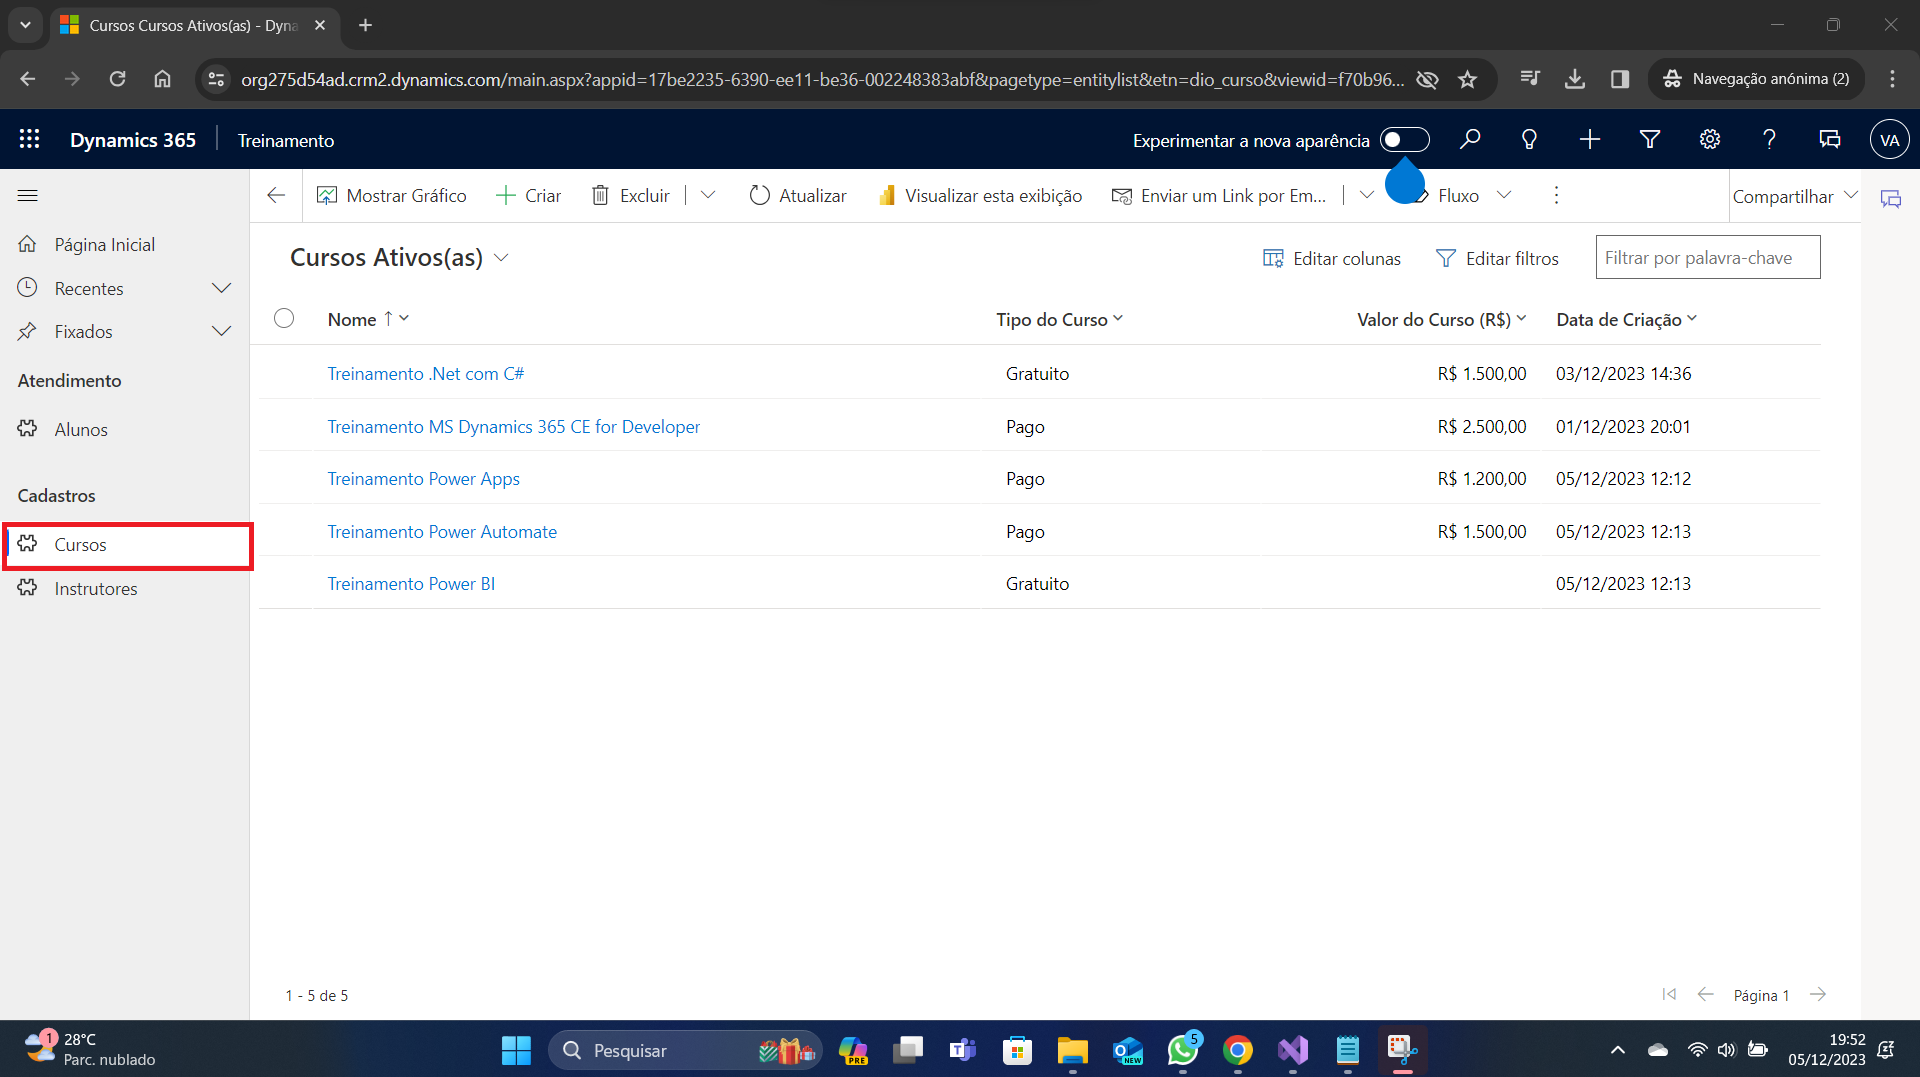 Cursos Cursos Ativos(as) - Dyna
org275d54ad.crm2.dynamics.com/main.aspx?appid=17be2235-6390-ee11-be36-002248383abf&pagetype=entitylist&etn=dio_curso&viewid=f70b96...
Navegação anónima (2)
Dynamics 365
Treinamento
Experimentar a nova aparência
VA
Mostrar Gráfico
Criar
Excluir
Atualizar
Visualizar esta exibição
Enviar um Link por Em...
Fluxo
Compartilhar
Página Inicial
Recentes
Fixados
Atendimento
Alunos
Cadastros
Cursos
Instrutores
Cursos Ativos(as)
Editar colunas
Editar filtros
Filtrar por palavra-chave
Nome ↑ Tipo do Curso Valor do Curso (R$) Data de Criação
Treinamento .Net com C# Gratuito R$ 1.500,00 03/12/2023 14:36
Treinamento MS Dynamics 365 CE for Developer Pago R$ 2.500,00 01/12/2023 20:01
Treinamento Power Apps Pago R$ 1.200,00 05/12/2023 12:12
Treinamento Power Automate Pago R$ 1.500,00 05/12/2023 12:13
Treinamento Power BI Gratuito 05/12/2023 12:13
1 - 5 de 5
Página 1
1
28°C
Parc. nublado
Pesquisar
PRE
NEW
5
19:52
05/12/2023